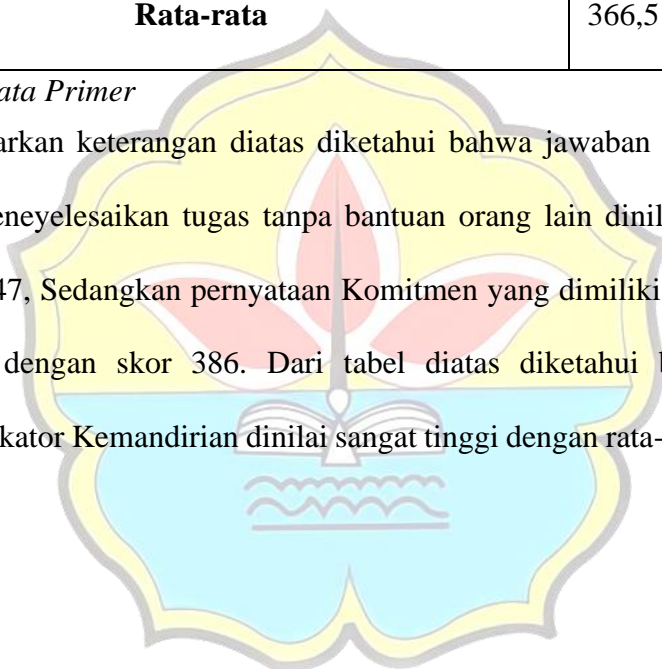 Rata-rata 366,5
ata Primer
arkan keterangan diatas diketahui bahwa jawaban
eneyelesaikan tugas tanpa bantuan orang lain dinil
47, Sedangkan pernyataan Komitmen yang dimiliki
dengan skor 386. Dari tabel diatas diketahui b
kator Kemandirian dinilai sangat tinggi dengan rata-